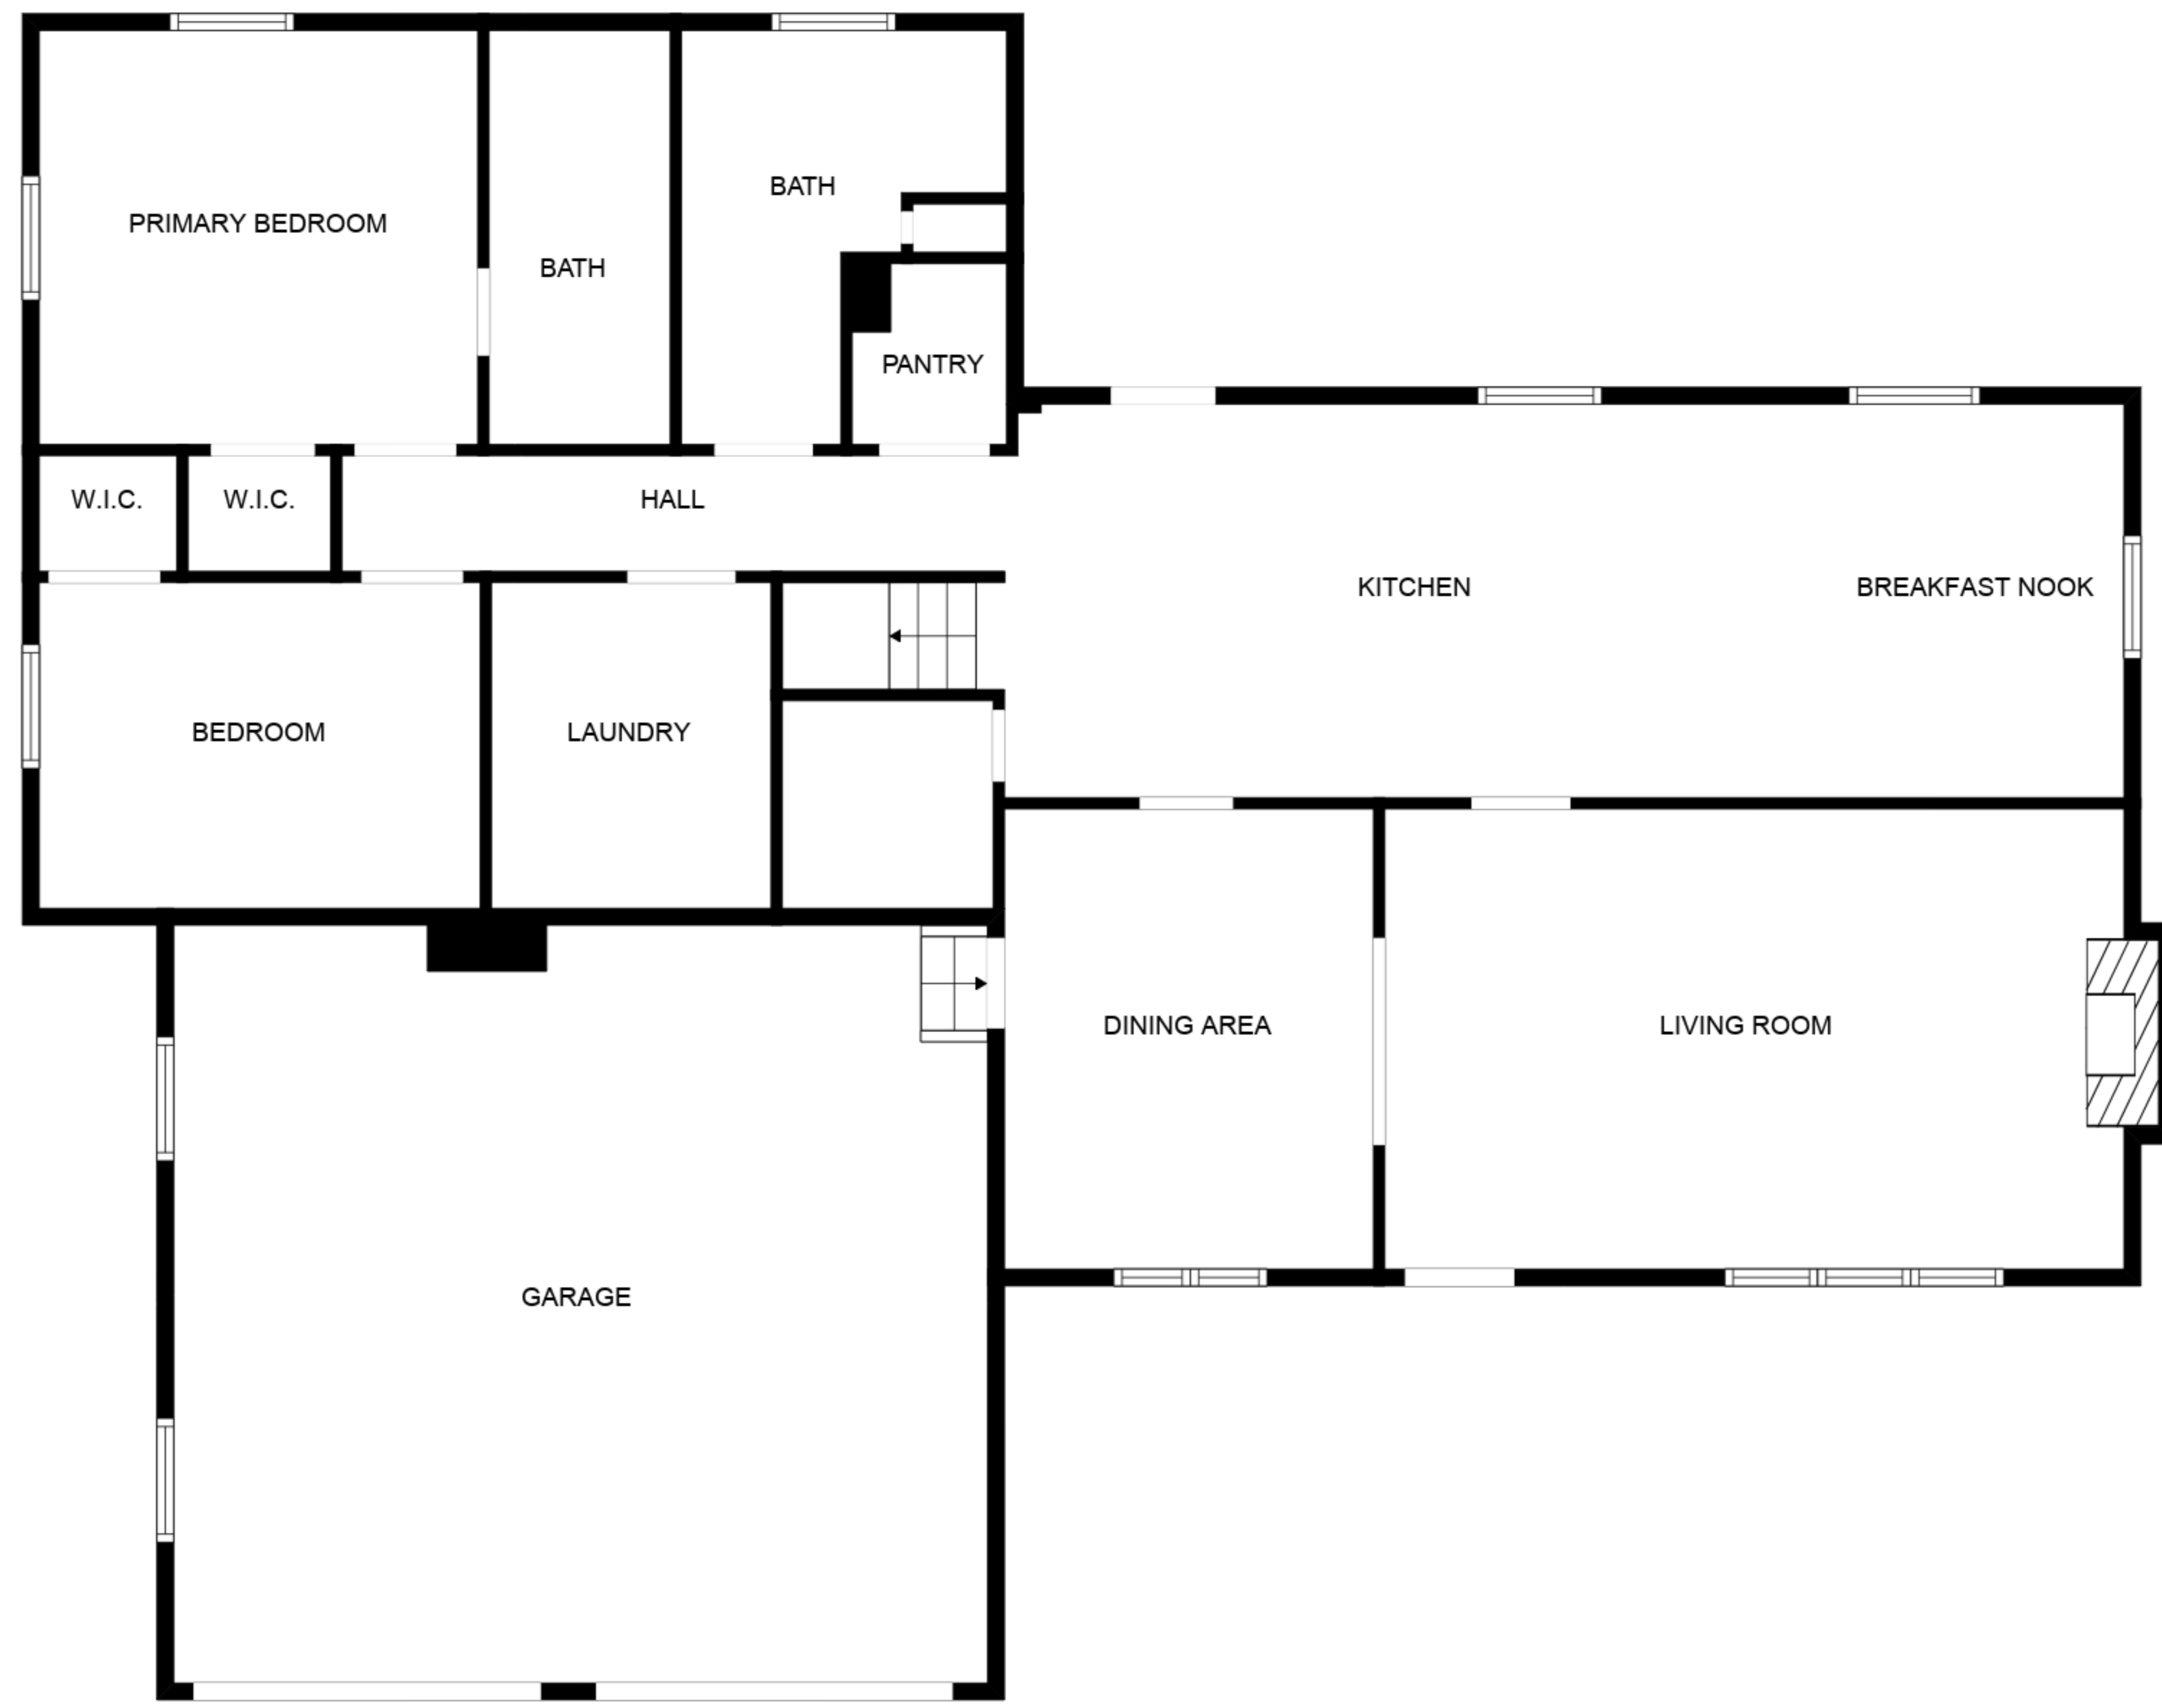 BATH
PRIMARY BEDROOM
BATH
PANTRY
W.I.C.
W.I.C.
HALL
KITCHEN
BREAKFAST NOOK
BEDROOM
LAUNDRY
DINING AREA
LIVING ROOM
GARAGE